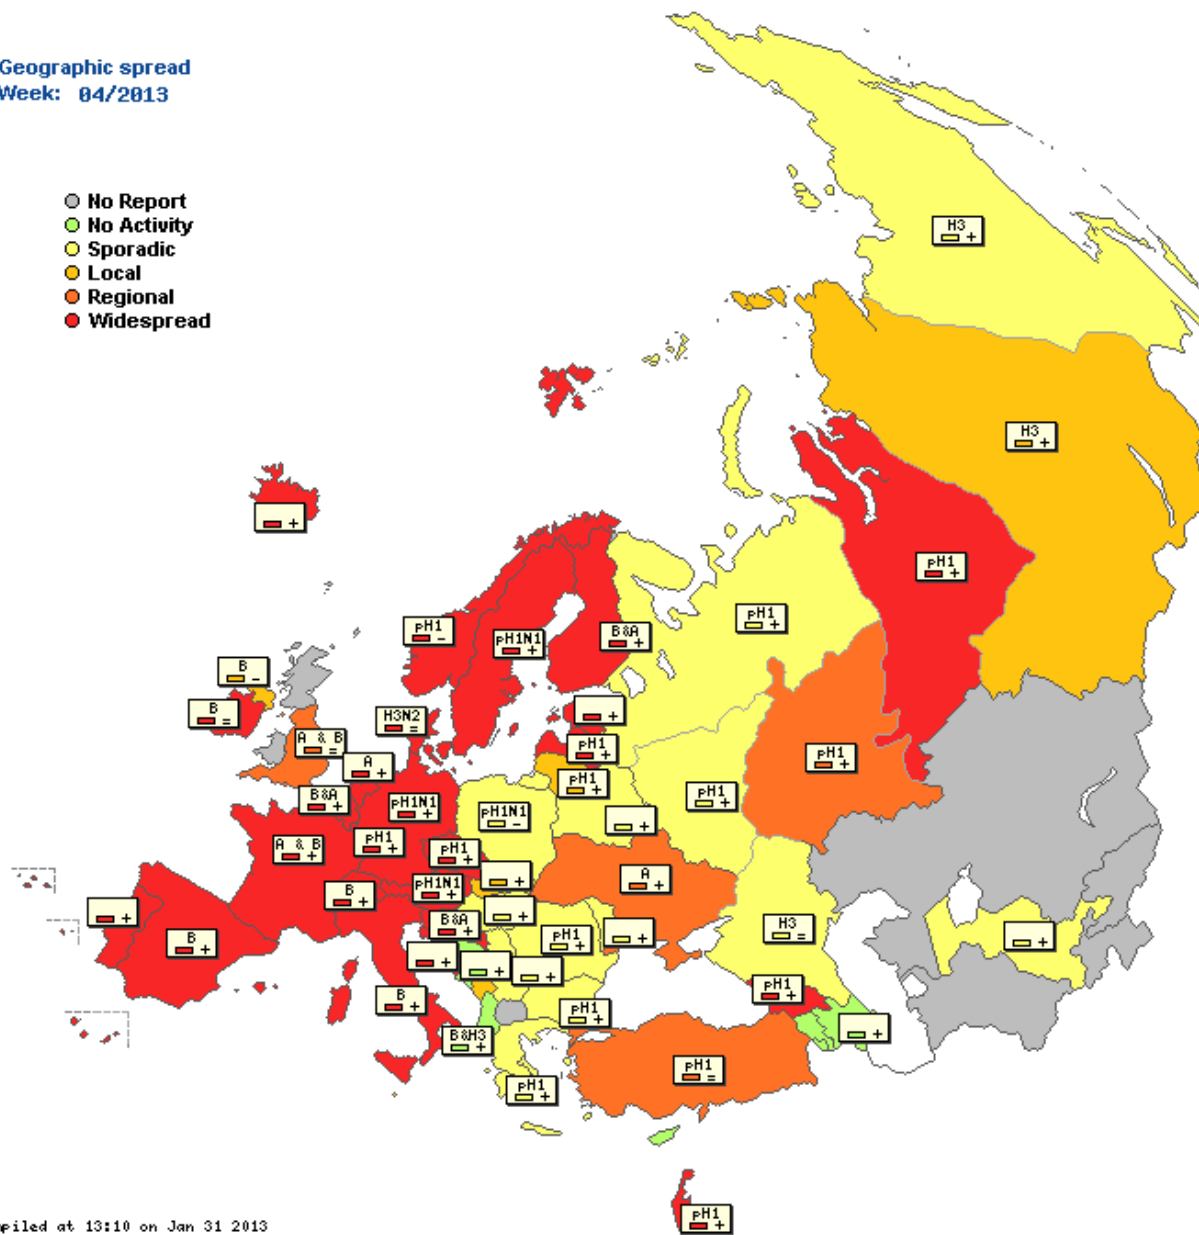 Geographic spread
Week: 04/2013
No Report
No Activity
Sporadic
Local
Regional
Widespread
H3
+
H3
+
pH1
+
+
pH1
+
pH1
-
pH1N1
+
B&A
+
B
-
B
=
H3N2
=
+
A & B
=
pH1
+
pH1
+
A
+
pH1
+
B&A
+
pH1N1
+
pH1N1
-
pH1
+
+
A & B
+
pH1
+
pH1
+
+
A
+
B
+
pH1N1
+
+
+
B&A
+
H3
=
B
+
pH1
+
+
+
+
+
+
pH1
+
B
+
pH1
+
+
B&H3
+
pH1
=
pH1
+
pH1
+
piled at 13:10 on Jan 31 2013